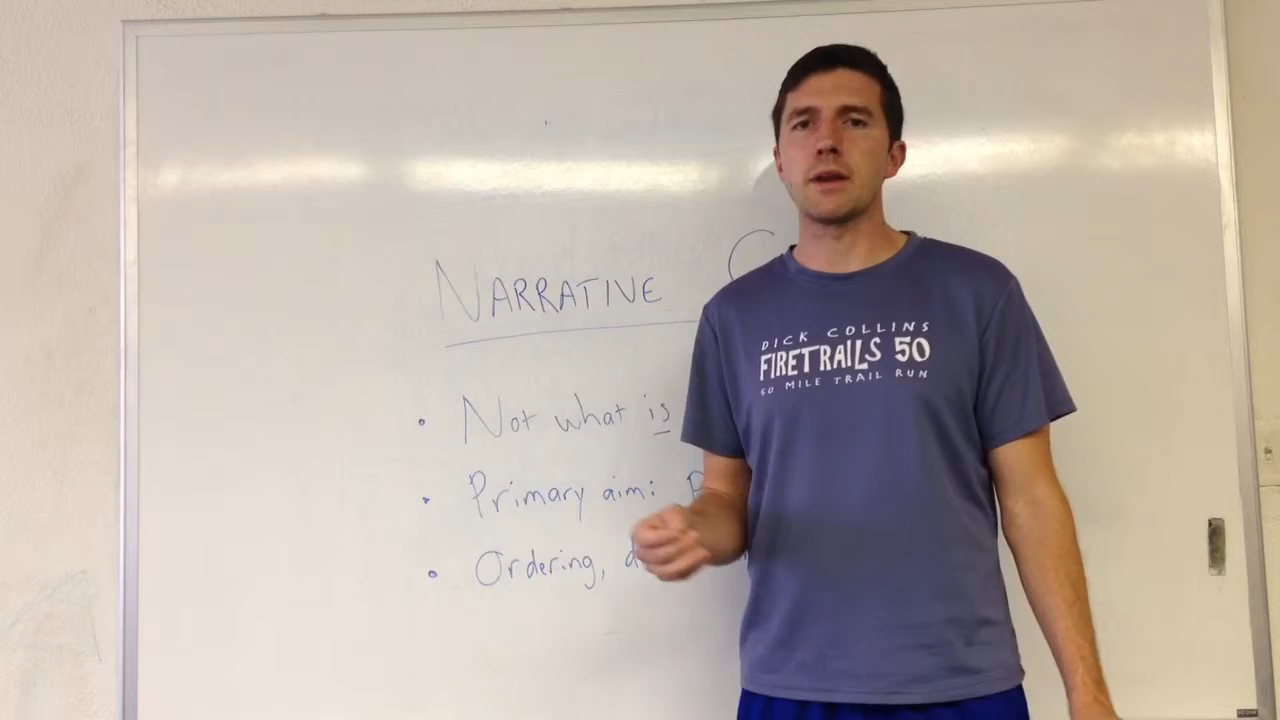 NARRATIVE
DICK COLLINS
FIRETRAILS 50
50 MILE TRAIL RUN
• Not what is
• Primary aim:
• Ordering,